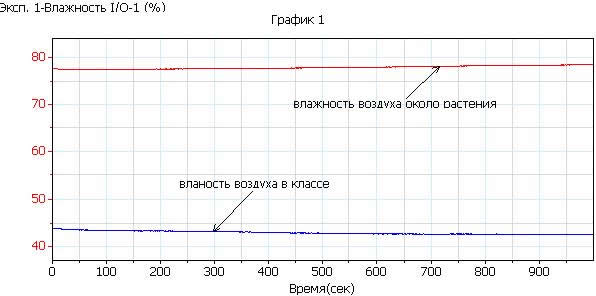 Эксп. 1-Влажность I/O-1 (%)
График 1
80
70
влажность воздуха около растения
60
50
вланость воздуха в классе
40
0 100 200 300 400 500 600 700 800 900
Время(сек)